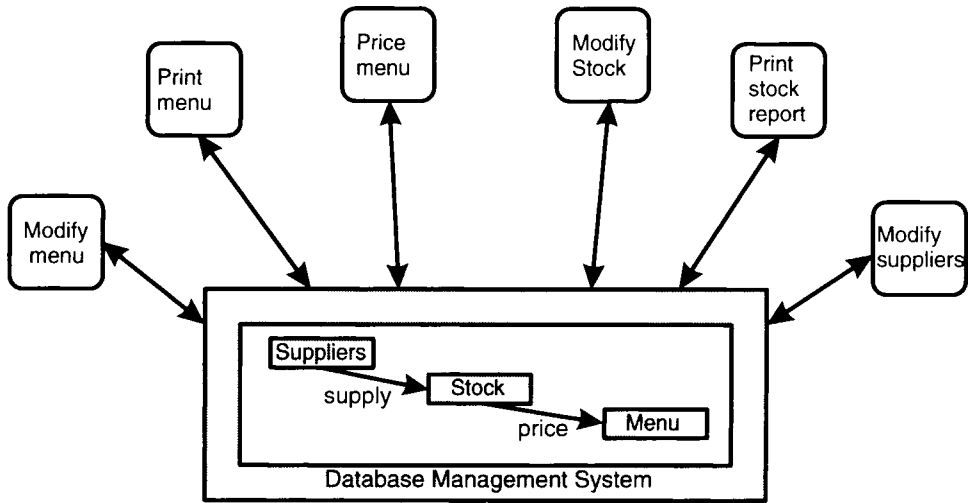 Modify
menu
Print
menu
Price
menu
Modify
Stock
Print
stock
report
Modify
suppliers
Suppliers
supply
Stock
price
Menu
Database Management System